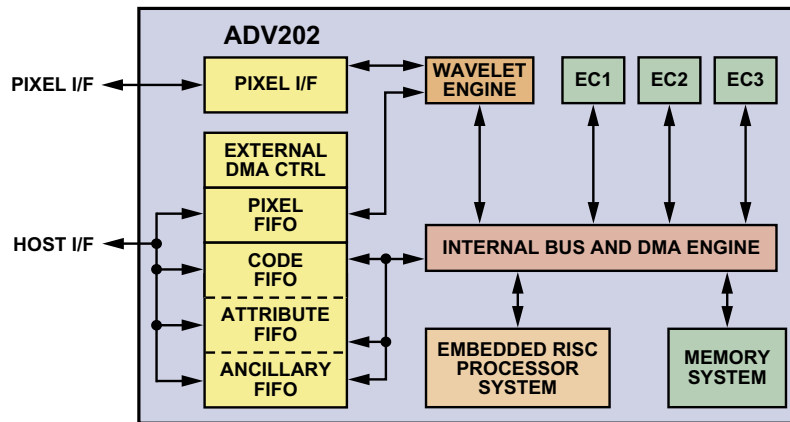 ADV202
PIXEL I/F
PIXEL I/F
WAVELET
ENGINE
EC1
EC2
EC3
EXTERNAL
DMA CTRL
PIXEL
FIFO
HOST I/F
CODE
FIFO
INTERNAL BUS AND DMA ENGINE
ATTRIBUTE
FIFO
ANCILLARY
FIFO
EMBEDDED RISC
PROCESSOR
SYSTEM
MEMORY
SYSTEM